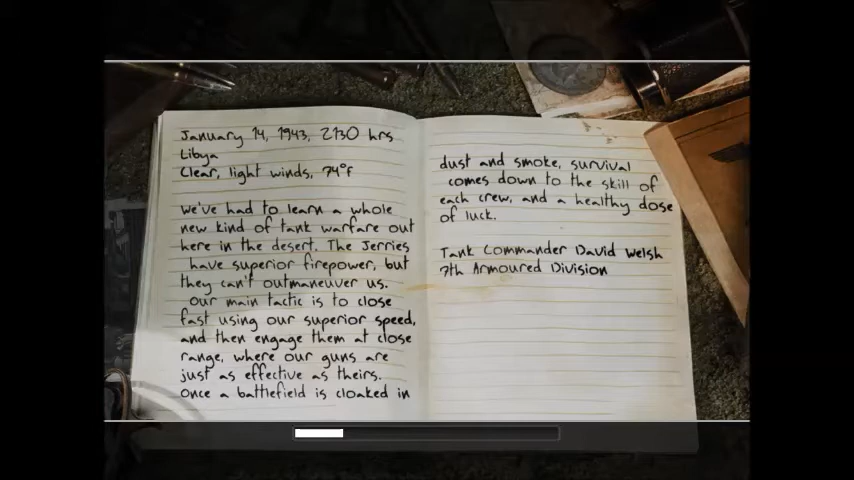 January 14, 1943, 2130 hrs
Libya
Clear, light winds, 74°f
We've had to learn a whole
new kind of tank warfare out
here in the desert. The Jerries
have superior firepower, but
they can't outmaneuver us.
Our main tactic is to close
fast using our superior speed,
and then engage them at close
range, where our guns are
just as effective as theirs.
Once a battlefield is cloaked in
dust and smoke, survival
comes down to the skill of
each crew, and a healthy dose
of luck.
Tank Commander David Welsh
7th Armoured Division